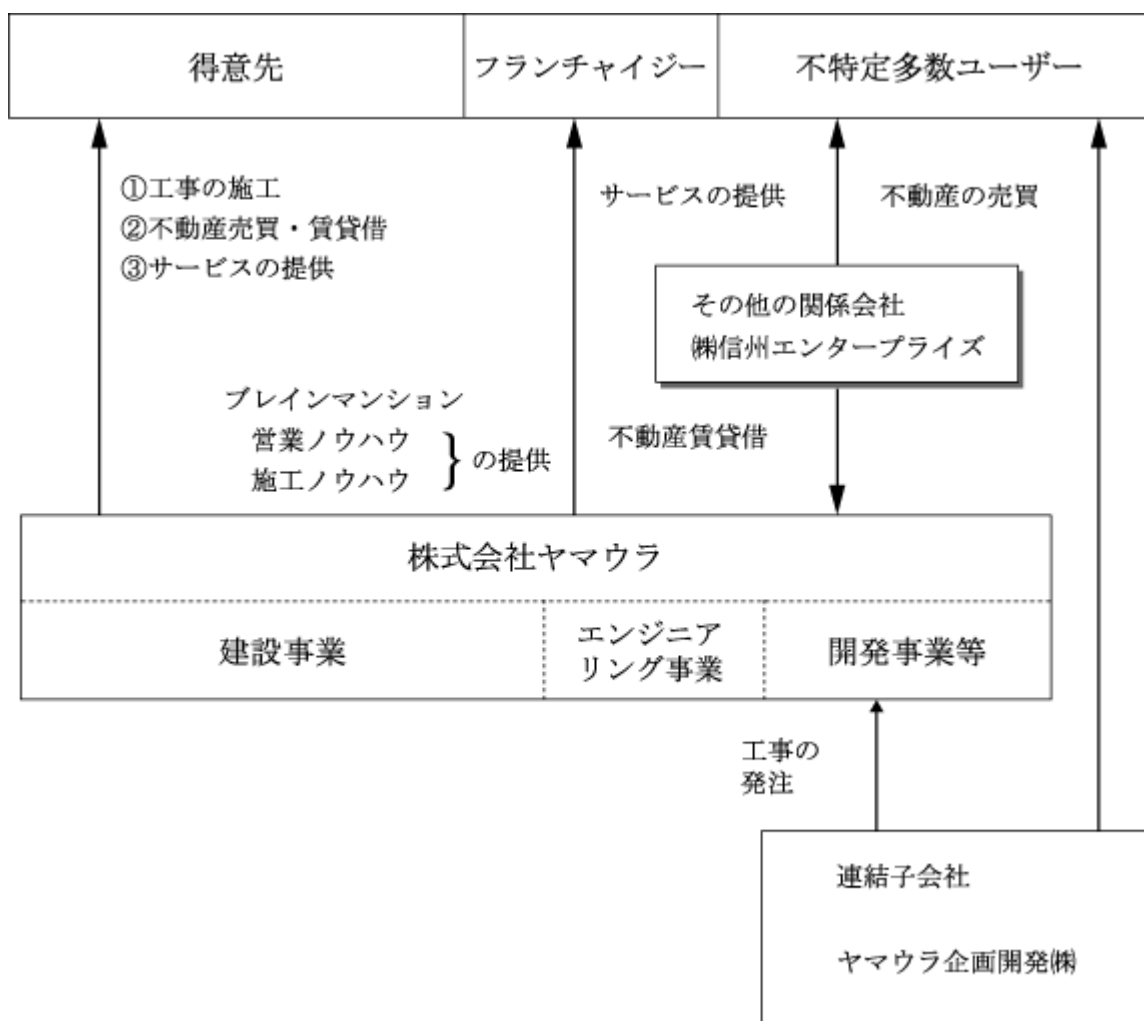 得意先
フランチャイジー
不特定多数ユーザー
①工事の施工
②不動産売買・賃貸借
③サービスの提供
サービスの提供
不動産の売買
その他の関係会社
㈱信州エンタープライズ
ブレインマンション
営業ノウハウ
施工ノウハウ
} の提供
不動産賃貸借
株式会社ヤマウラ
建設事業
エンジニア
リング事業
開発事業等
工事の
発注
連結子会社
ヤマウラ企画開発㈱